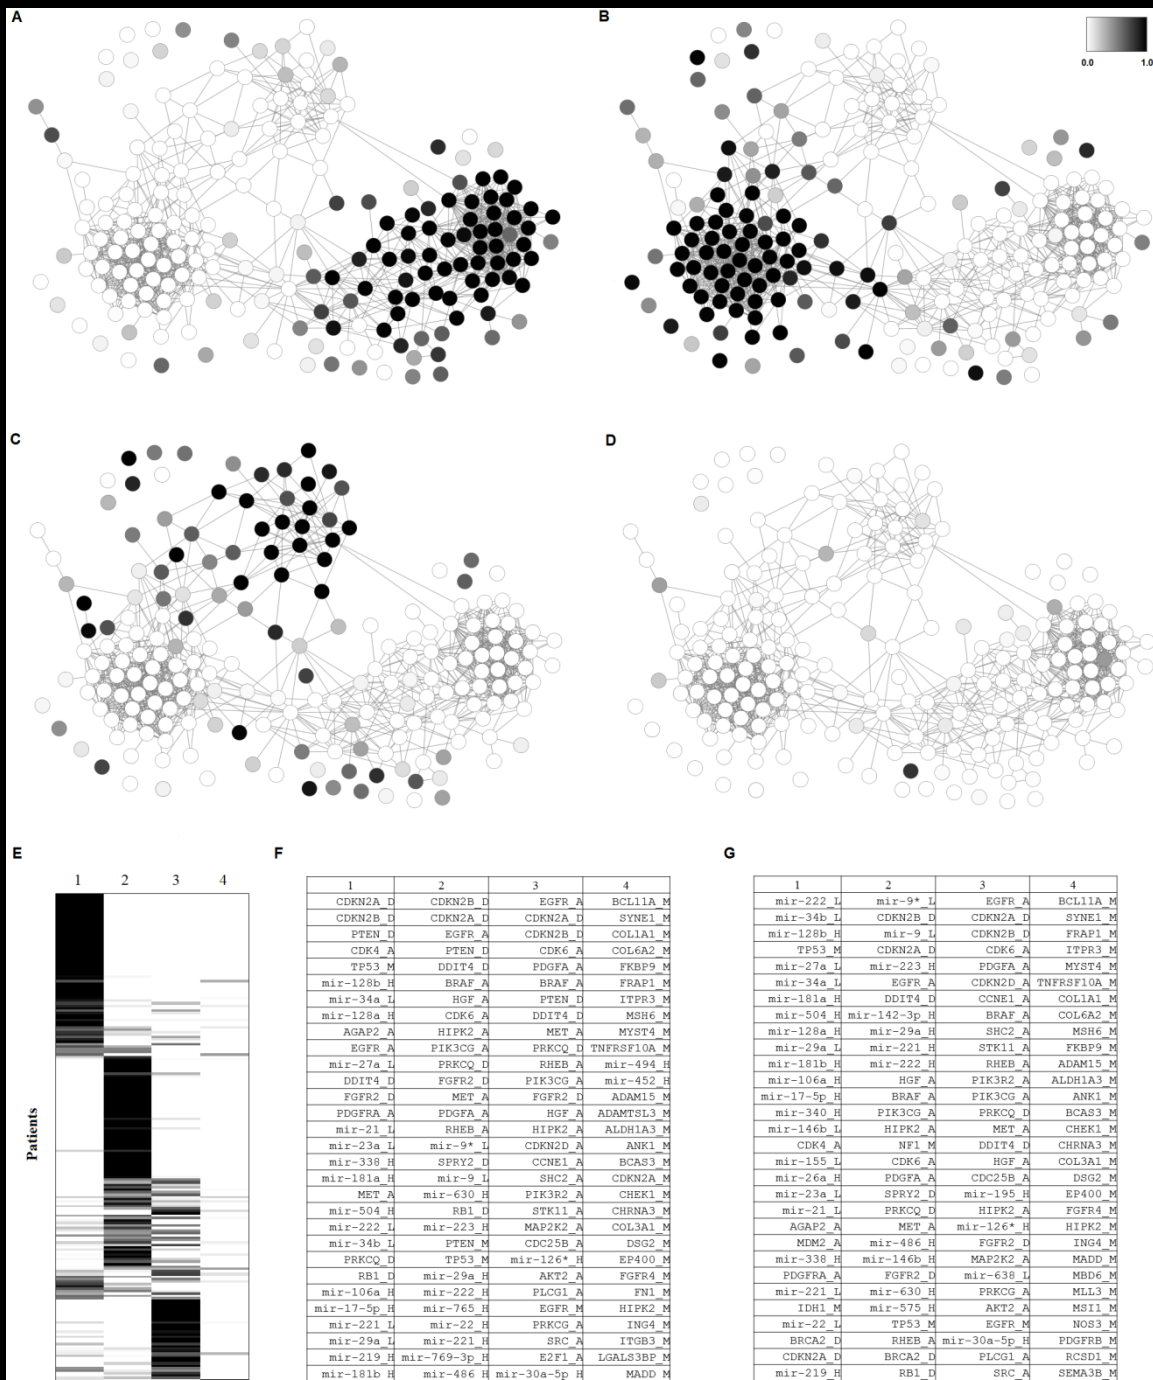 A
B
0.0 1.0
C
D
E
F
G
1 2 3 4
Patients
1 2 3 4
CDKN2A_D CDKN2B_D EGFR_A BCL11A_M
CDKN2B_D CDKN2A_D CDKN2A_D SYNE1_M
PTEN_D EGFR_A CDKN2B_D COL1A1_M
CDK4_A PTEN_D CDK6_A COL6A2_M
TP53_M DDIT4_D PDGFA_A FKBP9_M
mir-128b_H BRAF_A BRAF_A FRAP1_M
mir-34a_L HGF_A PTEN_D ITPR3_M
mir-128a_H CDK6_A DDIT4_D MSH6_M
AGAP2_A HIPK2_A MET_A MYST4_M
EGFR_A PIK3CG_A PRKCQ_D TNFRSF10A_M
mir-27a_L PRKCQ_D RHEB_A mir-494_H
DDIT4_D FGFR2_D PIK3CG_A mir-452_H
FGFR2_D MET_A FGFR2_D ADAM15_M
PDGFRA_A PDGFA_A HGF_A ADAMTSL3_M
mir-21_L RHEB_A HIPK2_A ALDH1A3_M
mir-23a_L mir-9*_L CDKN2D_A ANK1_M
mir-338_H SPRY2_D CCNE1_A BCAS3_M
mir-181a_H mir-9_L SHC2_A CDKN2A_M
MET_A mir-630_H PIK3R2_A CHEK1_M
mir-504_H RB1_D STK11_A CHRNA3_M
mir-222_L mir-223_H MAP2K2_A COL3A1_M
mir-34b_L PTEN_M CDC25B_A DSG2_M
PRKCQ_D TP53_M mir-126*_H EP400_M
RB1_D mir-29a_H AKT2_A FGFR4_M
mir-106a_H mir-222_H PLCG1_A FN1_M
mir-17-5p_H mir-765_H EGFR_M HIPK2_M
mir-221_L mir-22_H PRKCG_A ING4_M
mir-29a_L mir-221_H SRC_A ITGB3_M
mir-219_H mir-769-3p_H E2F1_A LGALS3BP_M
mir-181b_H mir-486_H mir-30a-5p_H MADD_M
1 2 3 4
mir-222_L mir-9*_L EGFR_A BCL11A_M
mir-34b_L CDKN2B_D CDKN2A_D SYNE1_M
mir-128b_H mir-9_L CDKN2B_D FRAP1_M
TP53_M CDKN2A_D CDK6_A ITPR3_M
mir-27a_L mir-223_H PDGFA_A MYST4_M
mir-34a_L EGFR_A CDKN2D_A TNFRSF10A_M
mir-181a_H DDIT4_D CCNE1_A COL1A1_M
mir-504_H mir-142-3p_H BRAF_A COL6A2_M
mir-128a_H mir-29a_H SHC2_A MSH6_M
mir-29a_L mir-221_H STK11_A FKBP9_M
mir-181b_H mir-222_H RHEB_A ADAM15_M
mir-106a_H HGF_A PIK3R2_A ALDH1A3_M
mir-17-5p_H BRAF_A PIK3CG_A ANK1_M
mir-340_H PIK3CG_A PRKCQ_D BCAS3_M
mir-146b_H HIPK2_A MET_A CHEK1_M
CDK4_A NF1_M DDIT4_D CHRNA3_M
mir-155_L CDK6_A HGF_A COL3A1_M
mir-26a_H PDGFA_A CDC25B_A DSG2_M
mir-23a_L SPRY2_D mir-195_H EP400_M
mir-21_L PRKCQ_D HIPK2_A FGFR4_M
AGAP2_A MET_A mir-126*_H HIPK2_M
MDM2_A mir-486_H FGFR2_D ING4_M
mir-338_H mir-146b_H MAP2K2_A MADD_M
PDGFRA_A FGFR2_D mir-638_L MBD6_M
mir-221_L mir-630_H PRKCG_A MLL3_M
IDH1_M mir-575_H AKT2_A MSI1_M
mir-22_L TP53_M EGFR_M NOS3_M
BRCA2_D RHEB_A mir-30a-5p_H PDGFRB_M
CDKN2A_D BRCA2_D PLCG1_A RCSD1_M
mir-219_H RB1_D SRC_A SEMA3B_M